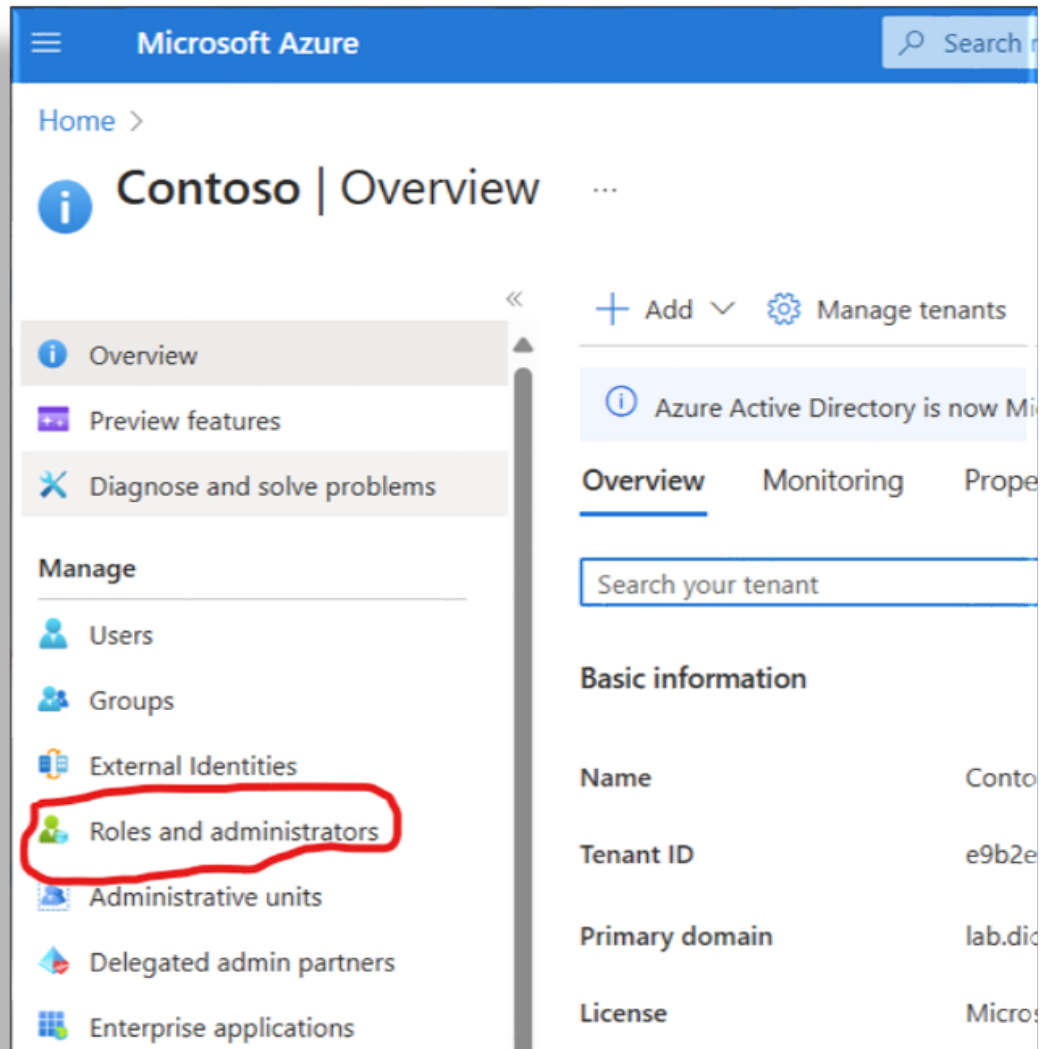 Microsoft Azure
Search
Home >
Contoso | Overview ...
«
Add
Manage tenants
Overview
Preview features
Azure Active Directory is now
Diagnose and solve problems
Overview
Monitoring
Manage
Search your tenant
Users
Basic information
Groups
External Identities
Name
Roles and administrators
Tenant ID
e9b2e
Administrative units
Primary domain
Delegated admin partners
License
Enterprise applications